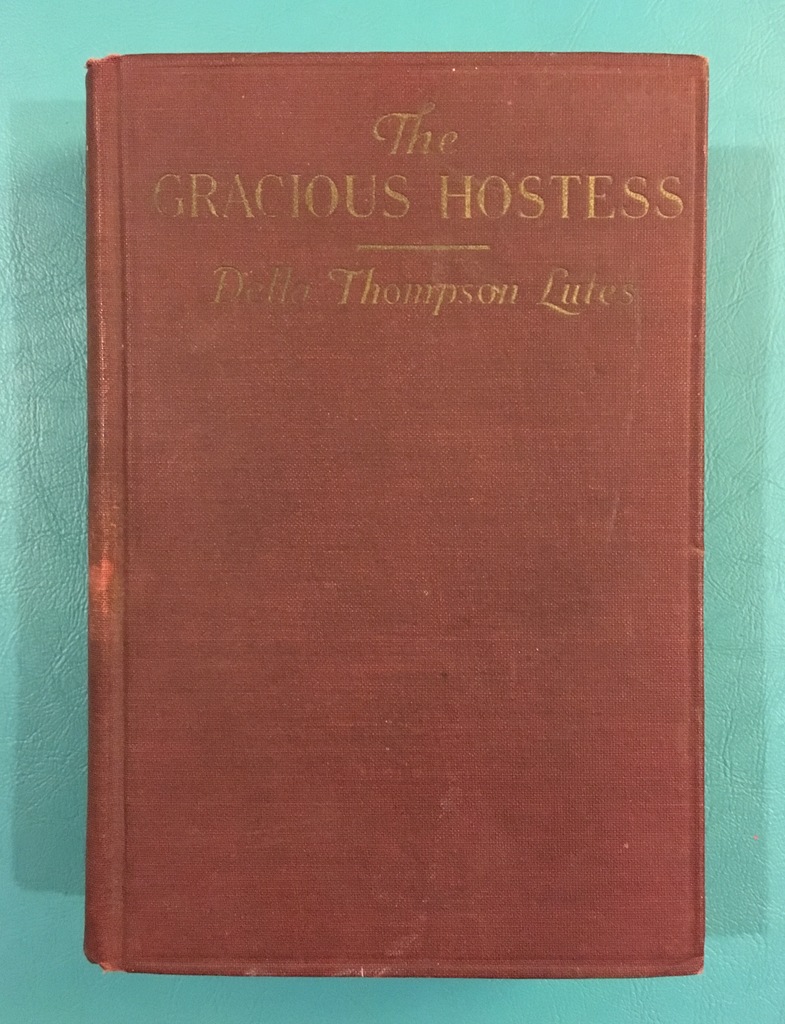 The
GRACIOUS HOSTESS
Della Thompson Lutes